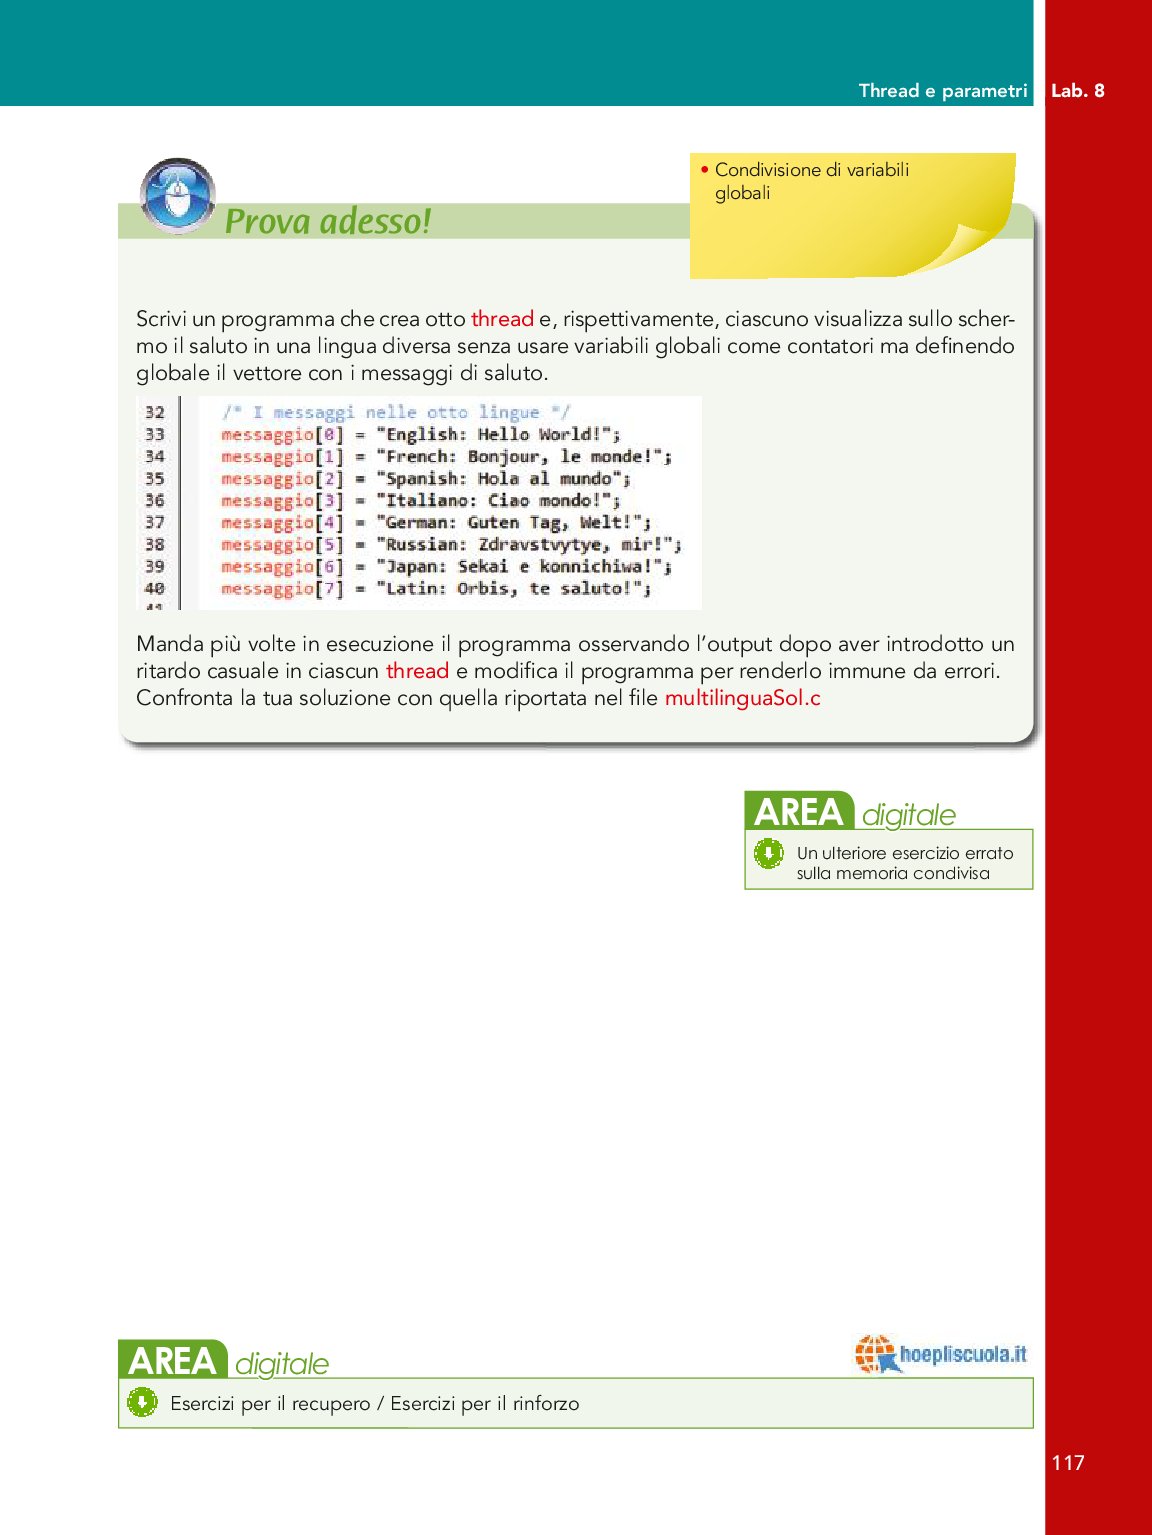 Thread e parametri Lab. 8
• Condivisione di variabili
globali
Prova adesso!
Scrivi un programma che crea otto thread e, rispettivamente, ciascuno visualizza sullo scher-
mo il saluto in una lingua diversa senza usare variabili globali come contatori ma definendo
globale il vettore con i messaggi di saluto.
32 /* I messaggi nelle otto lingue */
33 messaggio[0] = "English: Hello World!";
34 messaggio[1] = "French: Bonjour, le monde!";
35 messaggio[2] = "Spanish: Hola al mundo";
36 messaggio[3] = "Italiano: Ciao mondo!";
37 messaggio[4] = "German: Guten Tag, Welt!";
38 messaggio[5] = "Russian: Zdravstvytye, mir!";
39 messaggio[6] = "Japan: Sekai e konnichiwa!";
40 messaggio[7] = "Latin: Orbis, te saluto!";
41
Manda più volte in esecuzione il programma osservando l'output dopo aver introdotto un
ritardo casuale in ciascun thread e modifica il programma per renderlo immune da errori.
Confronta la tua soluzione con quella riportata nel file multilinguaSol.c
AREA digitale
Un ulteriore esercizio errato
sulla memoria condivisa
AREA digitale
hoepliscuola.it
Esercizi per il recupero / Esercizi per il rinforzo
117